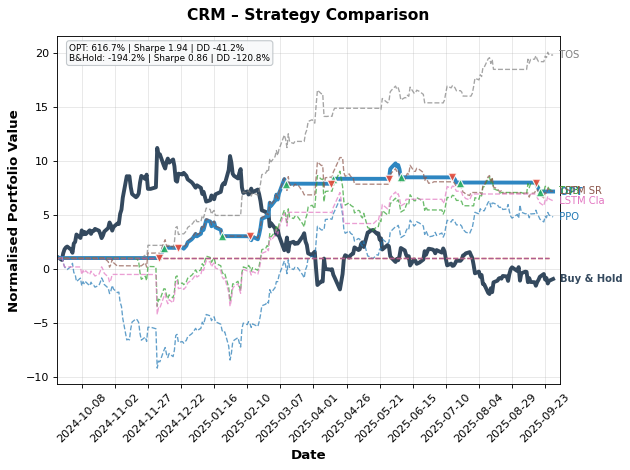 CRM – Strategy Comparison
OPT: 616.7% | Sharpe 1.94 | DD -41.2%
B&Hold: -194.2% | Sharpe 0.86 | DD -120.8%
Normalised Portfolio Value
20
15
10
5
0
−5
−10
TOS
OPT
LSTM Cla
PPO
Buy & Hold
2024-10-08
2024-11-02
2024-11-27
2024-12-22
2025-01-16
2025-02-10
2025-03-07
2025-04-01
2025-04-26
2025-05-21
2025-06-15
2025-07-10
2025-08-04
2025-08-29
2025-09-23
Date